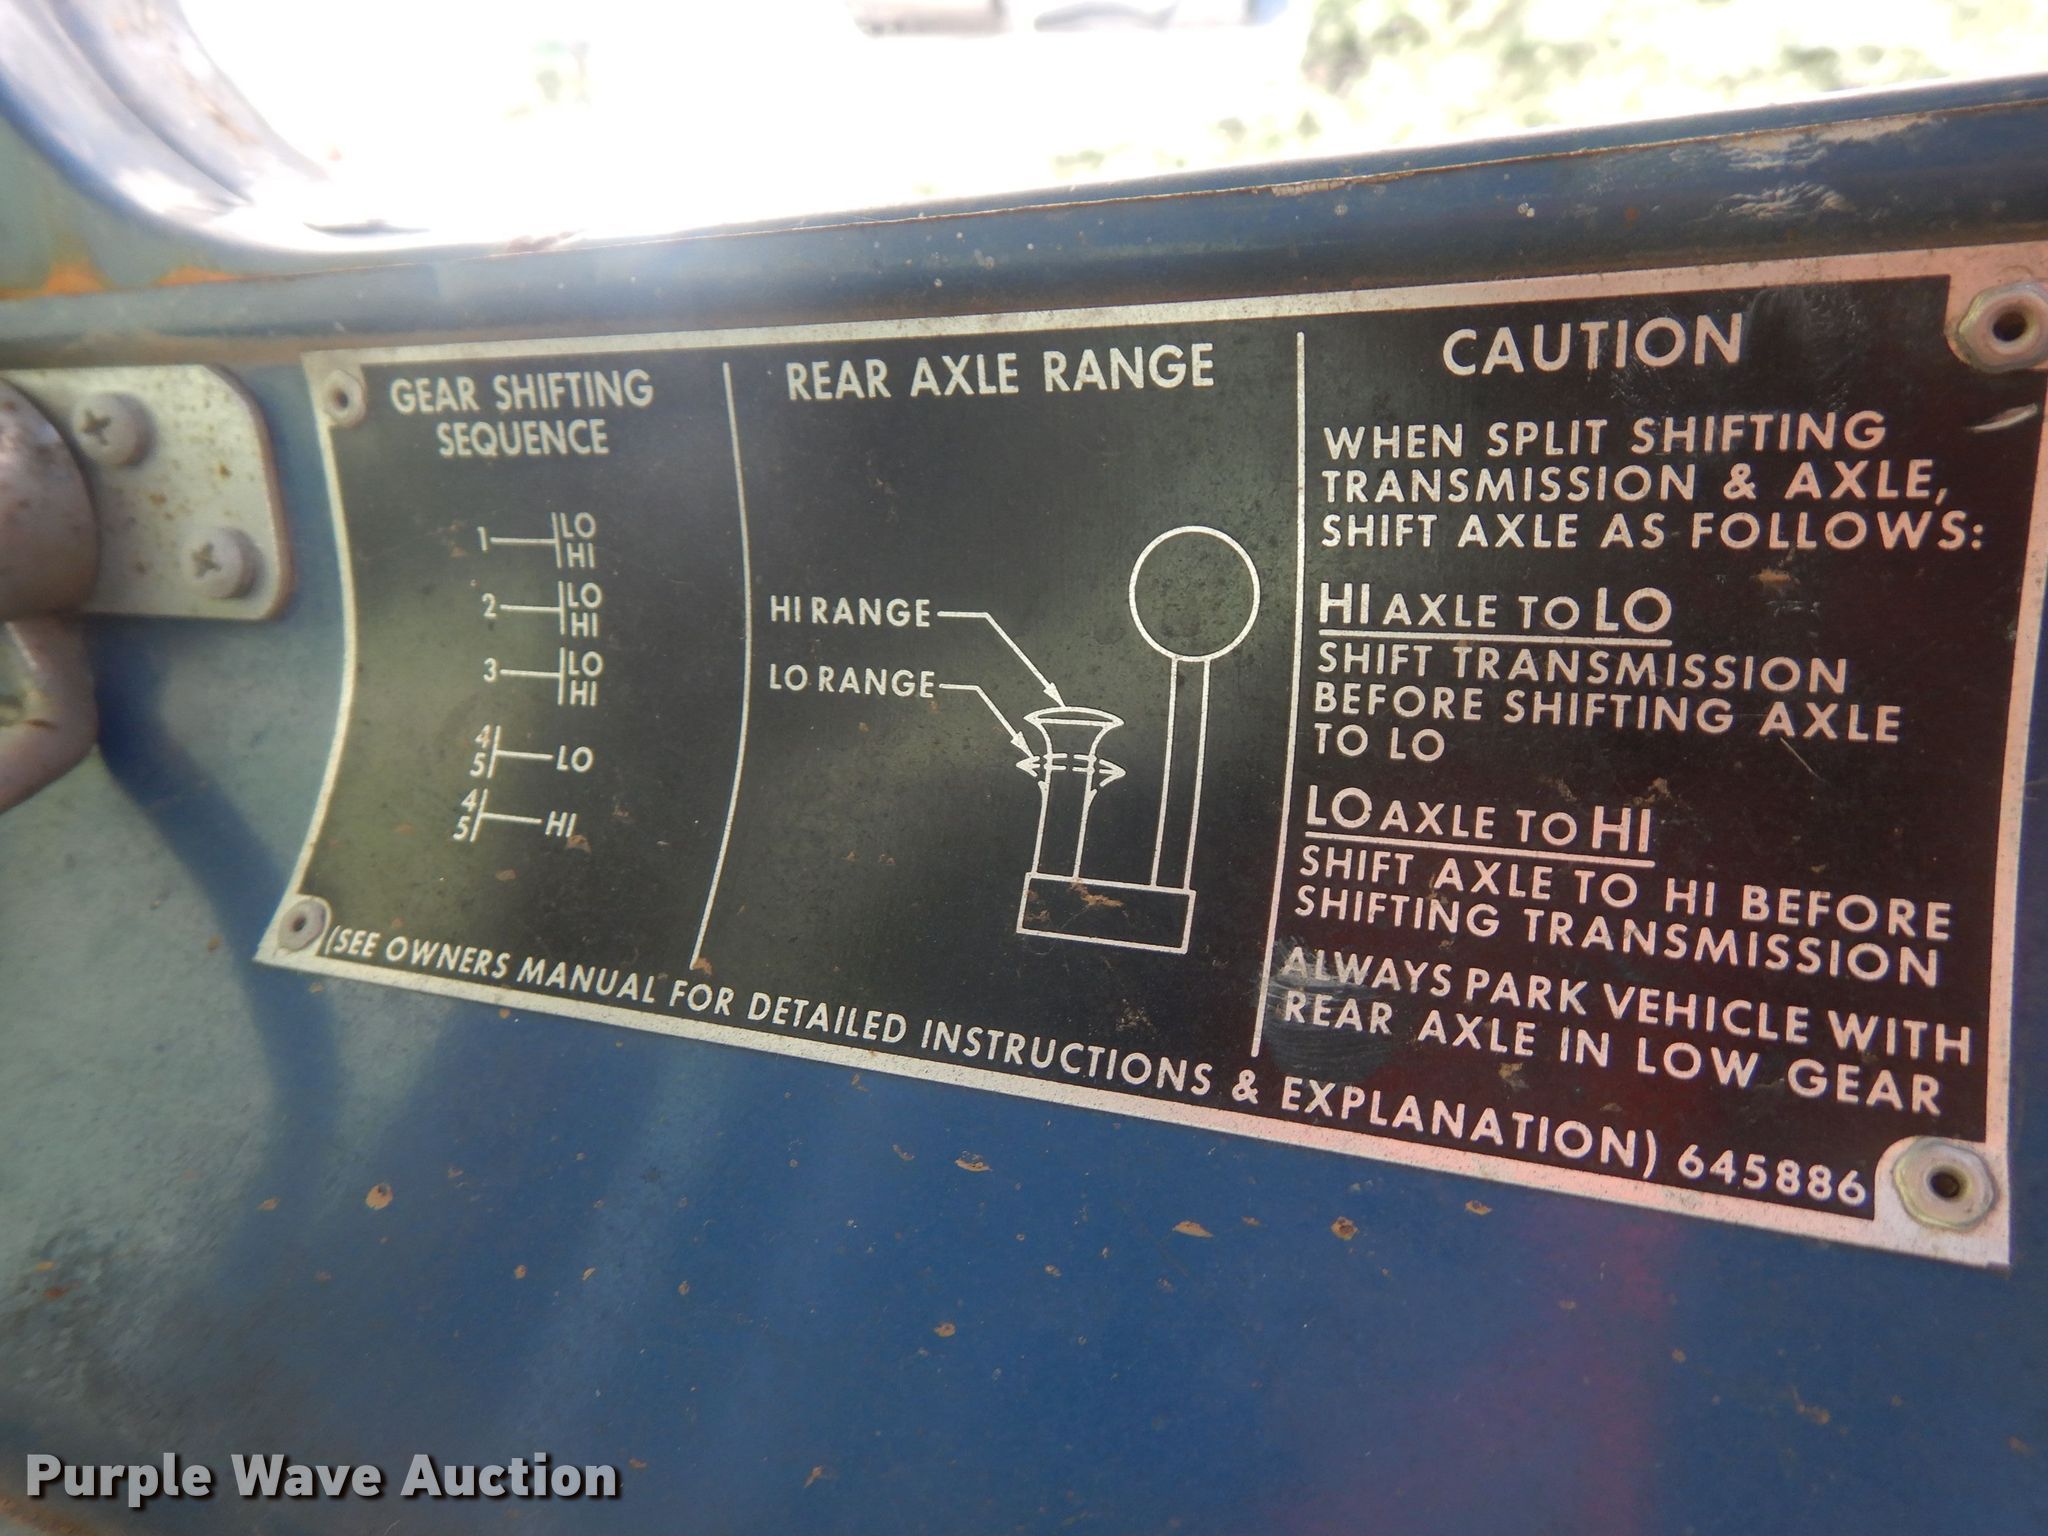 GEAR SHIFTING
SEQUENCE
1 LO
HI
2 LO
HI
3 LO
HI
4
5 LO
4
5 HI
REAR AXLE RANGE
HI RANGE
LO RANGE
CAUTION
WHEN SPLIT SHIFTING
TRANSMISSION & AXLE,
SHIFT AXLE AS FOLLOWS:
HI AXLE TO LO
SHIFT TRANSMISSION
BEFORE SHIFTING AXLE
TO LO
LO AXLE TO HI
SHIFT AXLE TO HI BEFORE
SHIFTING TRANSMISSION
ALWAYS PARK VEHICLE WITH
REAR AXLE IN LOW GEAR
(SEE OWNERS MANUAL FOR DETAILED INSTRUCTIONS & EXPLANATION) 645886
Purple Wave Auction